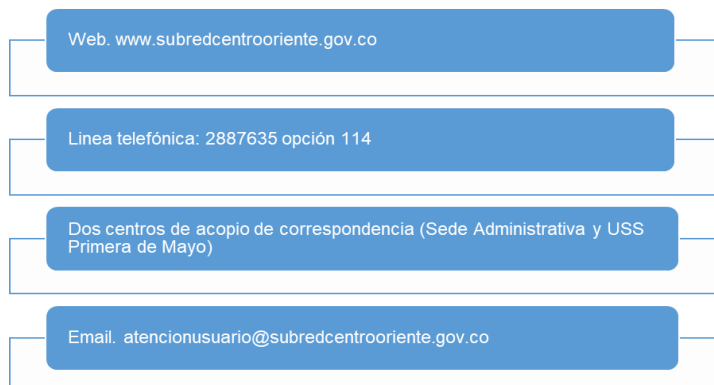 Web. www.subredcentrooriente.gov.co
Linea telefónica: 2887635 opción 114
Dos centros de acopio de correspondencia (Sede Administrativa y USS
Primera de Mayo)
Email. atencionusuario@subredcentrooriente.gov.co